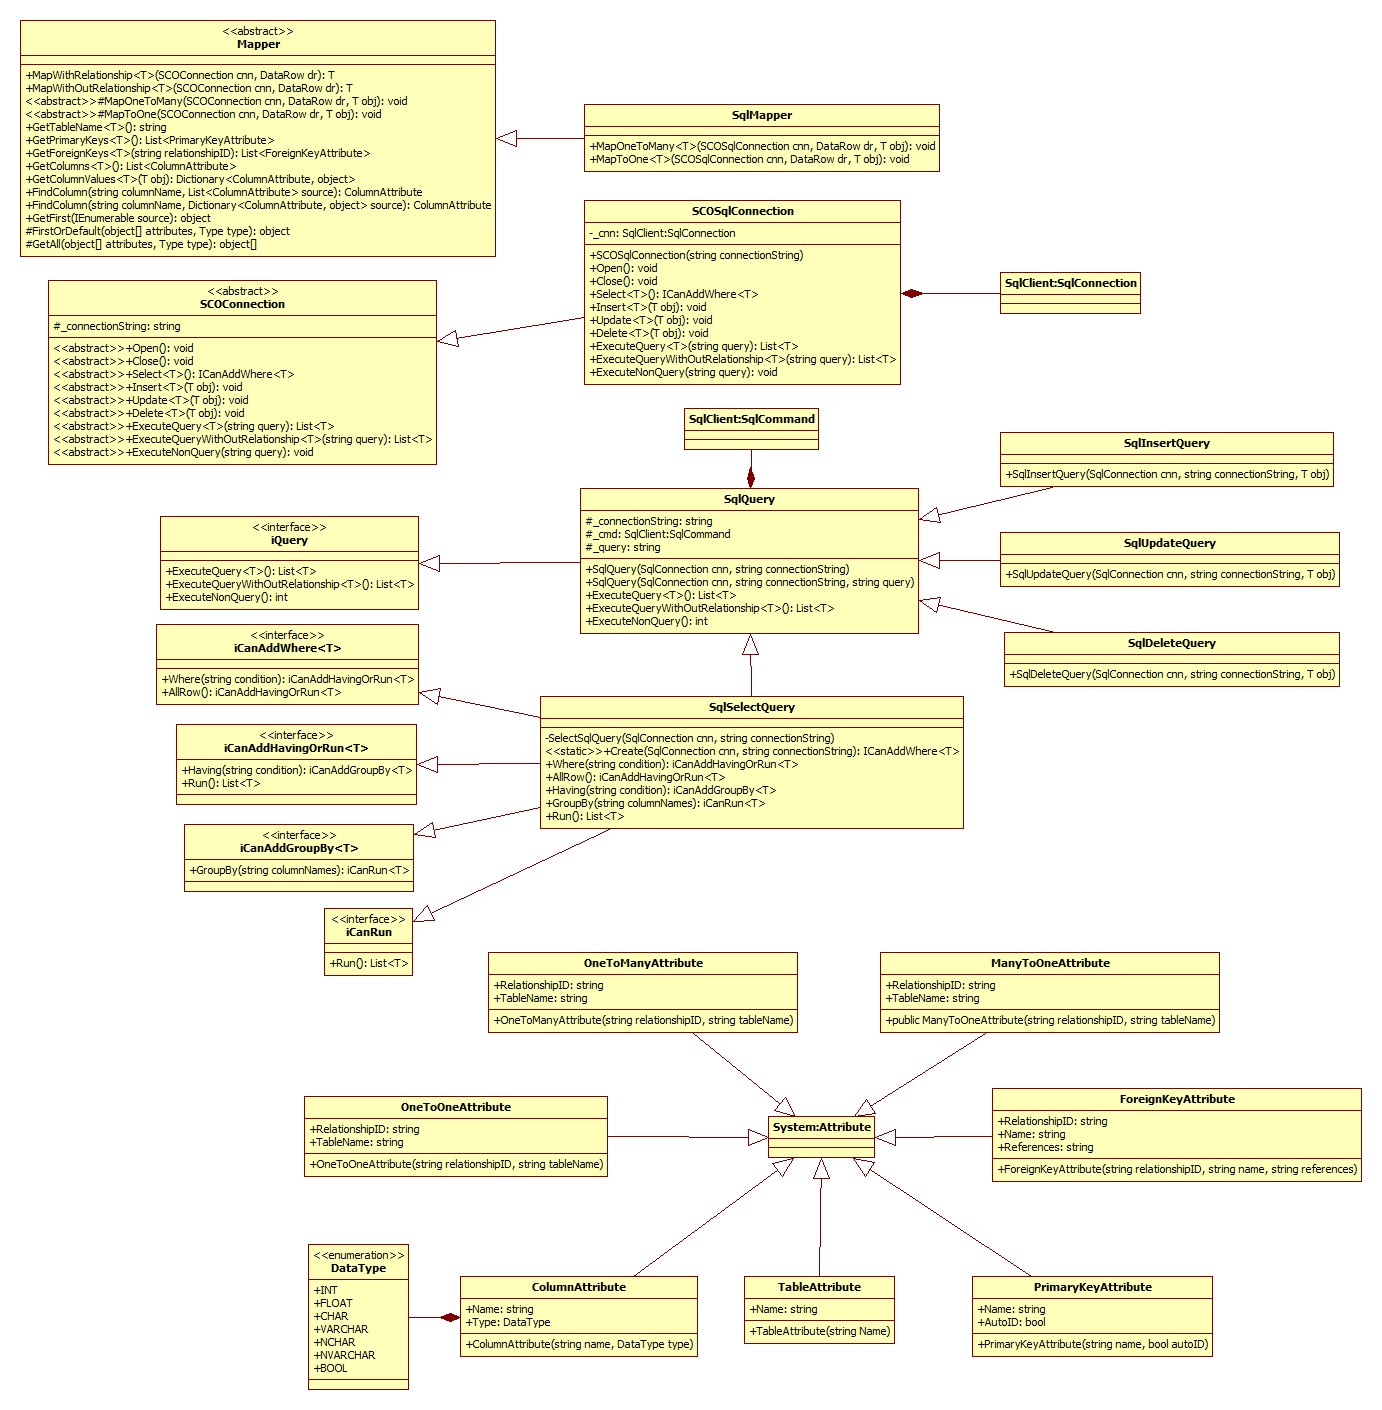 <<abstract>>
Mapper
+MapWithRelationship<T>(SCOConnection cnn, DataRow dr): T
+MapWithOutRelationship<T>(SCOConnection cnn, DataRow dr): T
<<abstract>>#MapOneToMany(SCOConnection cnn, DataRow dr, T obj): void
<<abstract>>#MapToOne(SCOConnection cnn, DataRow dr, T obj): void
+GetTableName<T>(): string
+GetPrimaryKeys<T>(): List<PrimaryKeyAttribute>
+GetForeignKeys<T>(string relationshipID): List<ForeignKeyAttribute>
+GetColumns<T>(): List<ColumnAttribute>
+GetColumnValues<T>(T obj): Dictionary<ColumnAttribute, object>
+FindColumn(string columnName, List<ColumnAttribute> source): ColumnAttribute
+FindColumn(string columnName, Dictionary<ColumnAttribute, object> source): ColumnAttribute
+GetFirst(IEnumerable source): object
#FirstOrDefault(object[] attributes, Type type): object
#GetAll(object[] attributes, Type type): object[]
SqlMapper
+MapOneToMany<T>(SCOSqlConnection cnn, DataRow dr, T obj): void
+MapToOne<T>(SCOSqlConnection cnn, DataRow dr, T obj): void
SCOSqlConnection
-_cnn: SqlClient:SqlConnection
+SCOSqlConnection(string connectionString)
+Open(): void
+Close(): void
+Select<T>(): ICanAddWhere<T>
+Insert<T>(T obj): void
+Update<T>(T obj): void
+Delete<T>(T obj): void
+ExecuteQuery<T>(string query): List<T>
+ExecuteQueryWithOutRelationship<T>(string query): List<T>
+ExecuteNonQuery(string query): void
SqlClient:SqlConnection
<<abstract>>
SCOConnection
#_connectionString: string
<<abstract>>+Open(): void
<<abstract>>+Close(): void
<<abstract>>+Select<T>(): ICanAddWhere<T>
<<abstract>>+Insert<T>(T obj): void
<<abstract>>+Update<T>(T obj): void
<<abstract>>+Delete<T>(T obj): void
<<abstract>>+ExecuteQuery<T>(string query): List<T>
<<abstract>>+ExecuteQueryWithOutRelationship<T>(string query): List<T>
<<abstract>>+ExecuteNonQuery(string query): void
SqlClient:SqlCommand
SqlQuery
#_connectionString: string
#_cmd: SqlClient:SqlCommand
#_query: string
+SqlQuery(SqlConnection cnn, string connectionString)
+SqlQuery(SqlConnection cnn, string connectionString, string query)
+ExecuteQuery<T>(): List<T>
+ExecuteQueryWithOutRelationship<T>(): List<T>
+ExecuteNonQuery(): int
SqlInsertQuery
+SqlInsertQuery(SqlConnection cnn, string connectionString, T obj)
SqlUpdateQuery
+SqlUpdateQuery(SqlConnection cnn, string connectionString, T obj)
SqlDeleteQuery
+SqlDeleteQuery(SqlConnection cnn, string connectionString, T obj)
<<interface>>
iQuery
+ExecuteQuery<T>(): List<T>
+ExecuteQueryWithOutRelationship<T>(): List<T>
+ExecuteNonQuery(): int
<<interface>>
iCanAddWhere<T>
+Where(string condition): iCanAddHavingOrRun<T>
+AllRow(): iCanAddHavingOrRun<T>
<<interface>>
iCanAddHavingOrRun<T>
+Having(string condition): iCanAddGroupBy<T>
+Run(): List<T>
<<interface>>
iCanAddGroupBy<T>
+GroupBy(string columnNames): iCanRun<T>
<<interface>>
iCanRun
+Run(): List<T>
SqlSelectQuery
-SelectSqlQuery(SqlConnection cnn, string connectionString)
<<static>>+Create(SqlConnection cnn, string connectionString): ICanAddWhere<T>
+Where(string condition): iCanAddHavingOrRun<T>
+AllRow(): iCanAddHavingOrRun<T>
+Having(string condition): iCanAddGroupBy<T>
+GroupBy(string columnNames): iCanRun<T>
+Run(): List<T>
OneToManyAttribute
+RelationshipID: string
+TableName: string
+OneToManyAttribute(string relationshipID, string tableName)
ManyToOneAttribute
+RelationshipID: string
+TableName: string
+public ManyToOneAttribute(string relationshipID, string tableName)
OneToOneAttribute
+RelationshipID: string
+TableName: string
+OneToOneAttribute(string relationshipID, string tableName)
System:Attribute
ForeignKeyAttribute
+RelationshipID: string
+Name: string
+References: string
+ForeignKeyAttribute(string relationshipID, string name, string references)
<<enumeration>>
DataType
+INT
+FLOAT
+CHAR
+VARCHAR
+NCHAR
+NVARCHAR
+BOOL
ColumnAttribute
+Name: string
+Type: DataType
+ColumnAttribute(string name, DataType type)
TableAttribute
+Name: string
+TableAttribute(string Name)
PrimaryKeyAttribute
+Name: string
+AutoID: bool
+PrimaryKeyAttribute(string name, bool autoID)